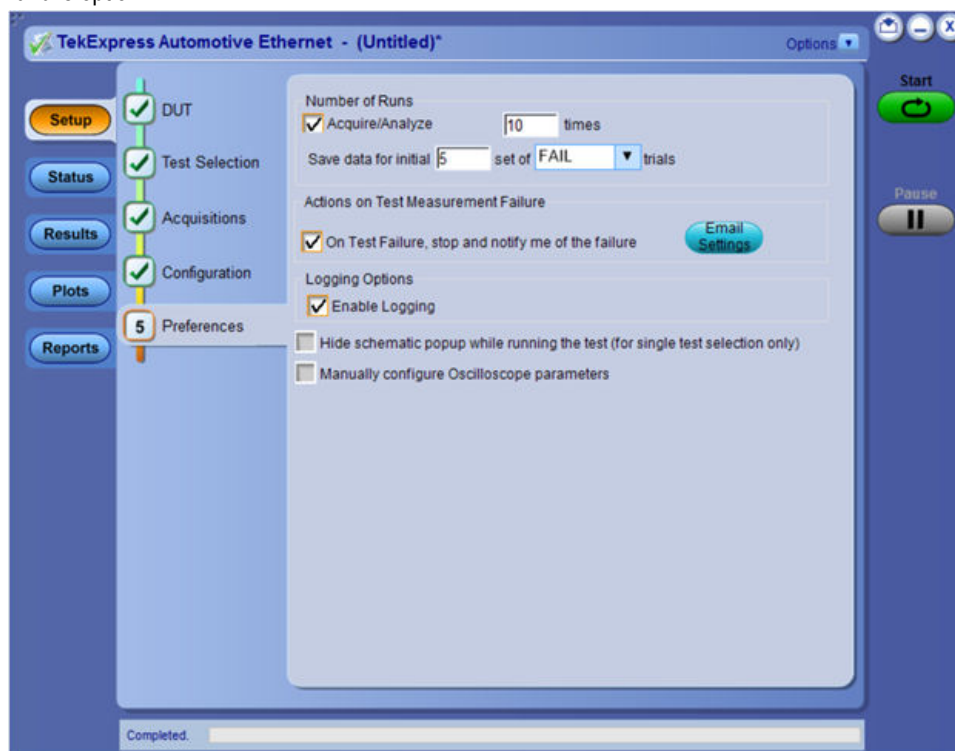 TekExpress Automotive Ethernet - (Untitled)*
Options
Start
Pause
Setup
Status
Results
Plots
Reports
DUT
Test Selection
Acquisitions
Configuration
5 Preferences
Number of Runs
Acquire/Analyze 10 times
Save data for initial 5 set of FAIL trials
Actions on Test Measurement Failure
On Test Failure, stop and notify me of the failure
Email
Settings
Logging Options
Enable Logging
Hide schematic popup while running the test (for single test selection only)
Manually configure Oscilloscope parameters
Completed.